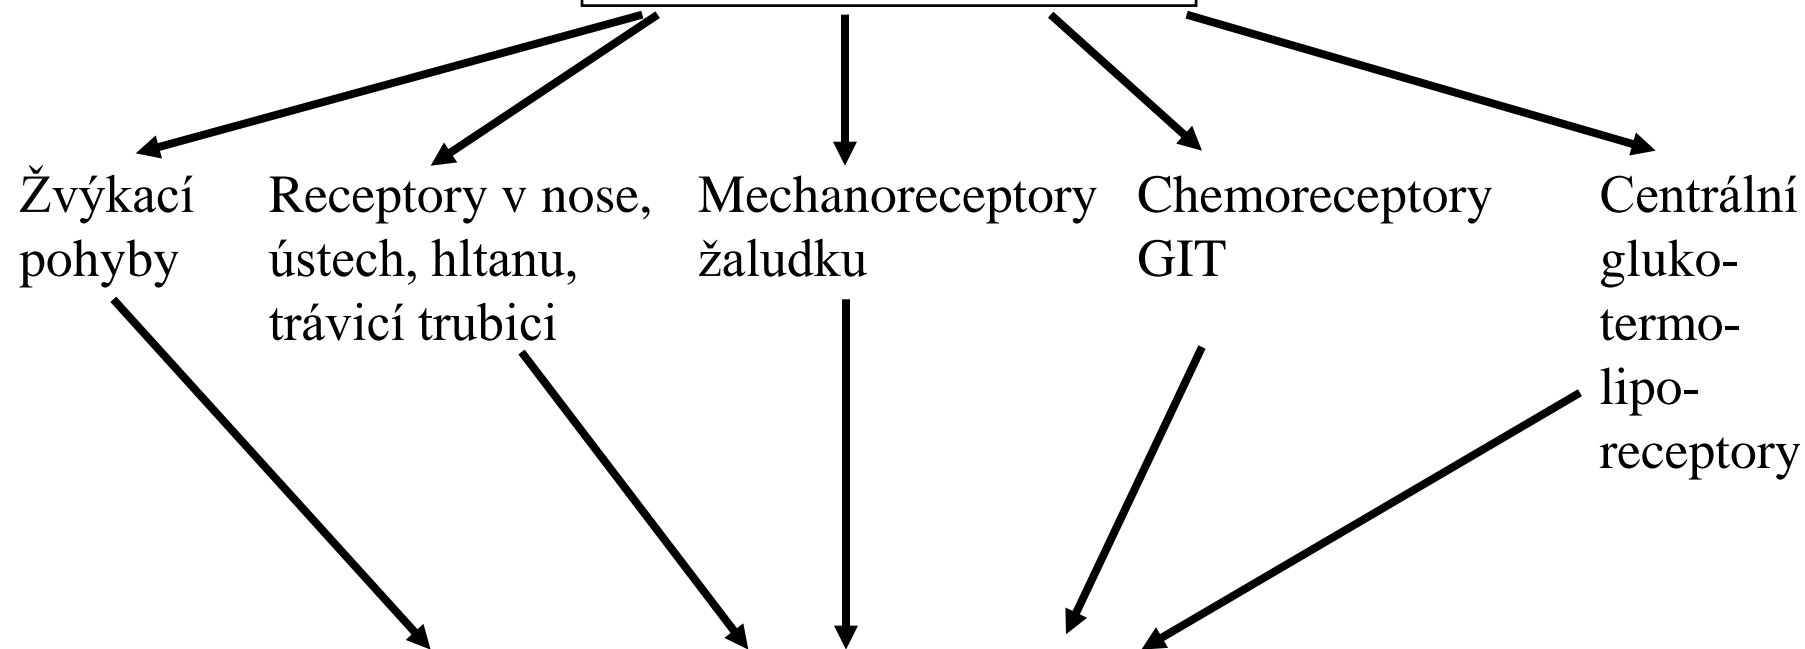 Žvýkací
pohyby
Receptory v nose,
ústech, hltanu,
trávicí trubici
Mechanoreceptory
žaludku
Chemoreceptory
GIT
Centrální
gluko-
termo-
lipo-
receptory